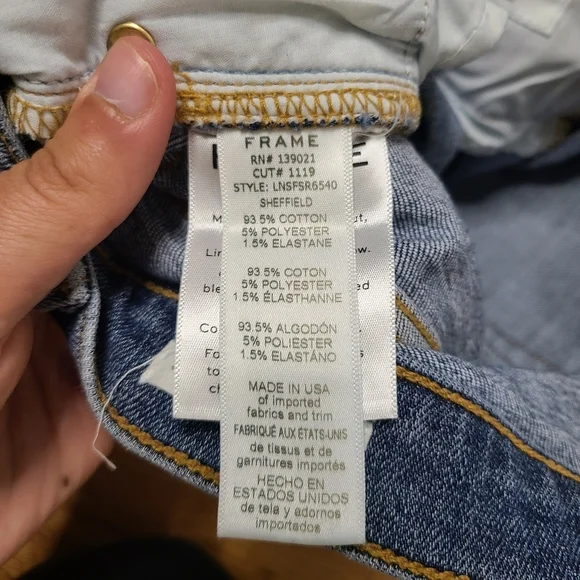 FRAME
RN# 139021
CUT# 1119
STYLE: LNSFSR6540
SHEFFIELD
93.5% COTTON
5% POLYESTER
1.5% ELASTANE
93.5% COTON
5% POLYESTER
1.5% ÉLASTHANNE
93.5% ALGODÓN
5% POLIESTER
1.5% ELASTÁNO
MADE IN USA
of imported
fabrics and trim
FABRIQUÉ AUX ÉTATS-UNIS
de tissus et de
garnitures importés
HECHO EN
ESTADOS UNIDOS
de tela y adornos
importados